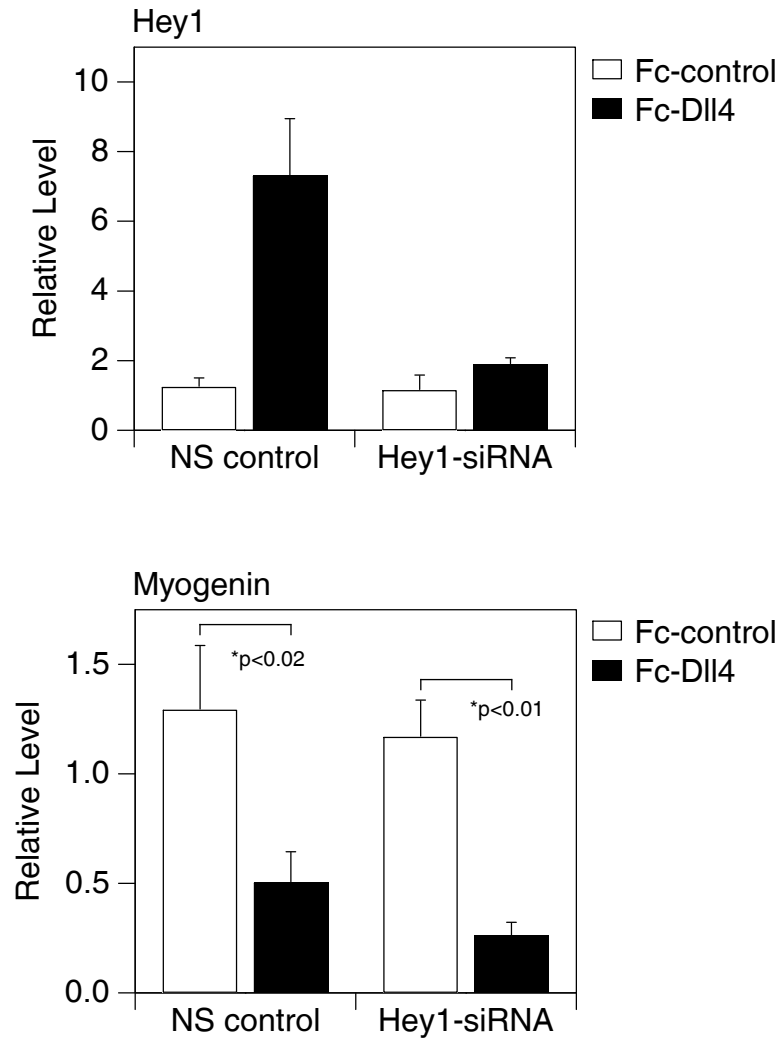 Hey1
Fc-control
Fc-Dll4
Relative Level
10
8
6
4
2
0
NS control Hey1-siRNA
Myogenin
Fc-control
Fc-Dll4
Relative Level
*p<0.02
*p<0.01
1.5
1.0
0.5
0.0
NS control Hey1-siRNA